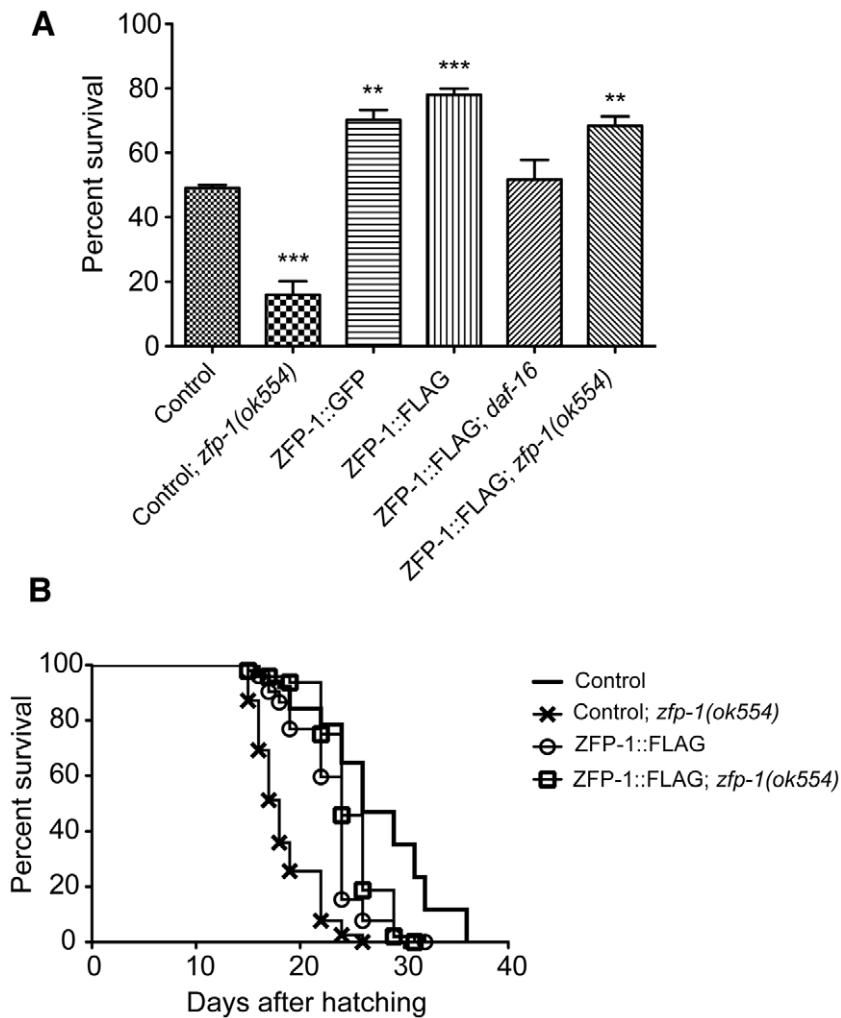 A
100
80
60
40
20
0
Percent survival
***
**
***
**
Control
Control; zfp-1(ok554)
ZFP-1::GFP
ZFP-1::FLAG
ZFP-1::FLAG; daf-16
ZFP-1::FLAG; zfp-1(ok554)
B
100
80
60
40
20
0
Percent survival
0 10 20 30 40
Days after hatching
Control
Control; zfp-1(ok554)
ZFP-1::FLAG
ZFP-1::FLAG; zfp-1(ok554)